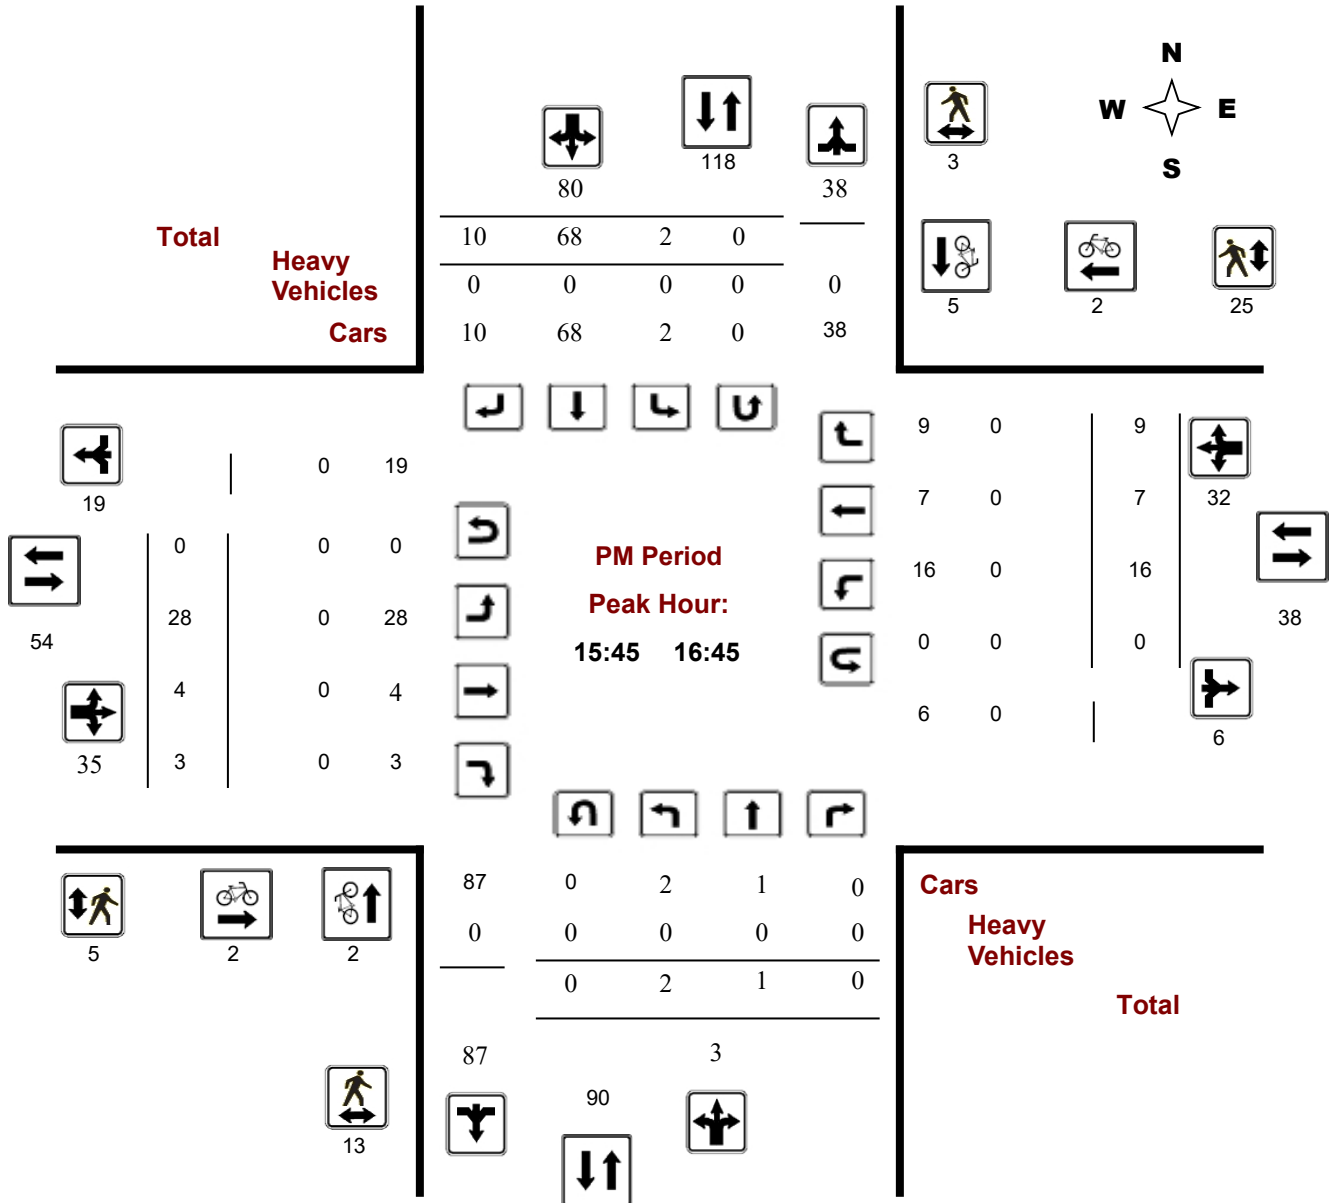 N
W E
S
118
3
80 38
Total 10 68 2 0
Heavy
Vehicles 0 0 0 0 0
Cars 10 68 2 0 38
5 2 25
9 0 9
0 19
19
7 0 7 32
0 0 0
PM Period
16 0 16
Peak Hour:
28 0 28 38
54
15:45 16:45
0 0 0
4 0 4
6 0
6
35 3 0 3
87 0 2 1 0
Cars
0 0 0 0 0
Heavy
Vehicles
5 2 2
0 2 1 0
Total
87 3
90
13